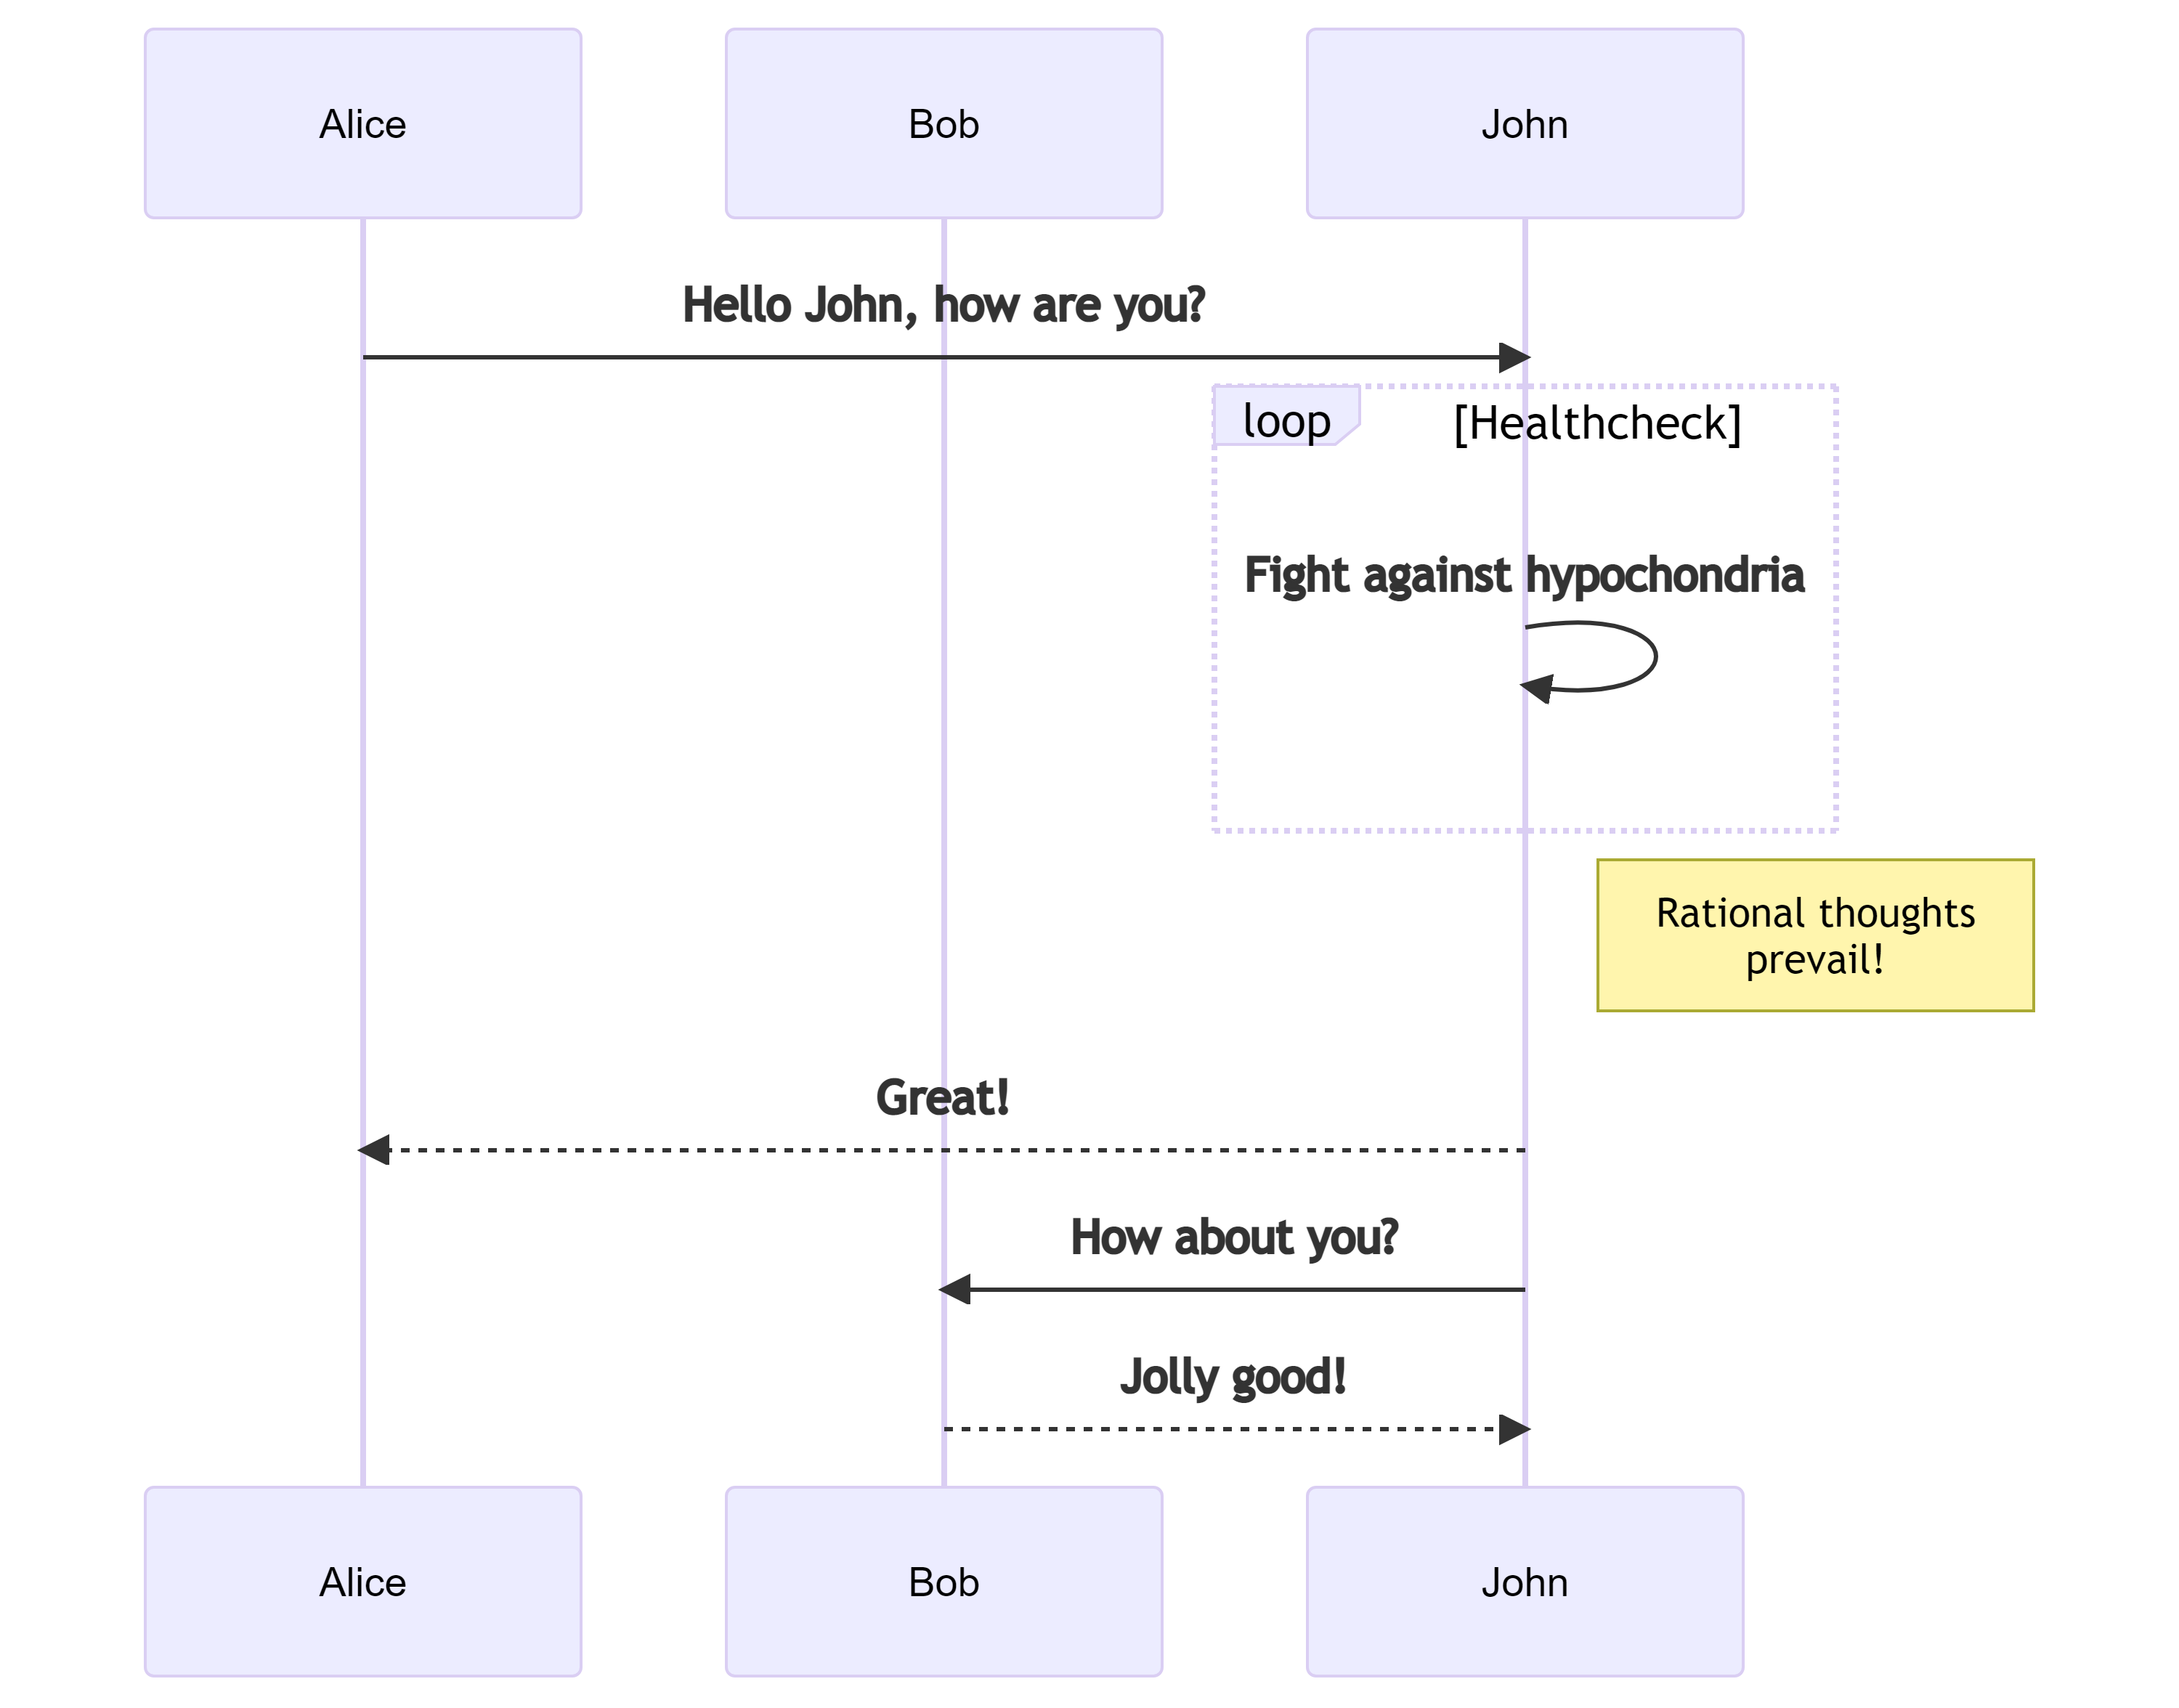 Alice
Bob
John
Hello John, how are you?
loop
[Healthcheck]
Fight against hypochondria
Rational thoughts
prevail!
Great!
How about you?
Jolly good!
Alice
Bob
John